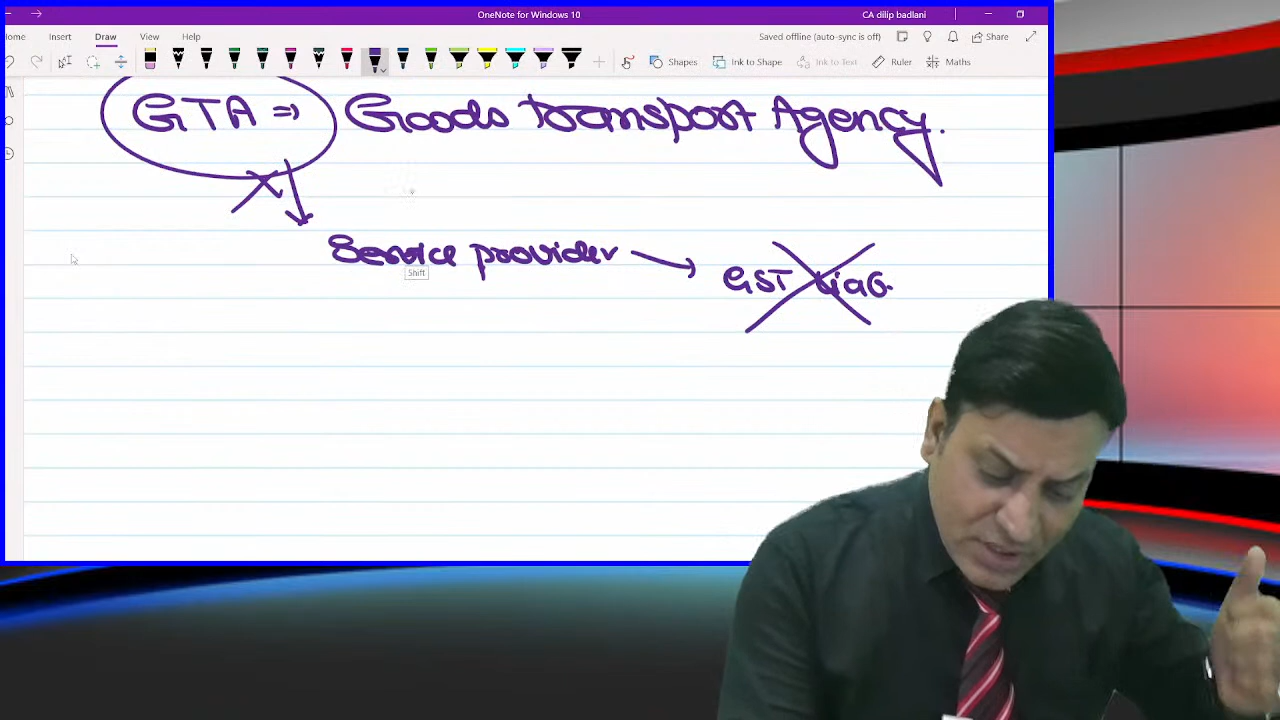 OneNote for Windows 10
CA dilip badlani
Home Insert Draw View Help
Saved offline (auto-sync is off)
Share
Shapes
Ink to Shape
Ink to Text
Ruler
Maths
GTA ⇒ Goods transport Agency.
Service provider → GST Liab.
Shift